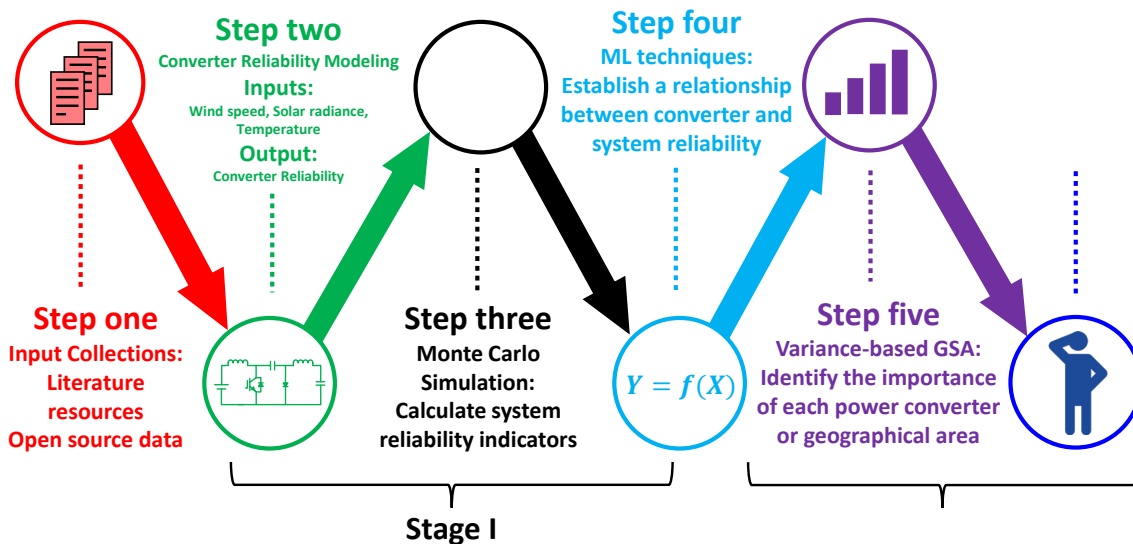 Step one
Input Collections:
Literature
resources
Open source data
Step two
Converter Reliability Modeling
Inputs:
Wind speed, Solar radiance,
Temperature
Output:
Converter Reliability
Step three
Monte Carlo
Simulation:
Calculate system
reliability indicators
Step four
ML techniques:
Establish a relationship
between converter and
system reliability
Y = f(X)
Step five
Variance-based GSA:
Identify the importance
of each power converter
or geographical area
Stage I